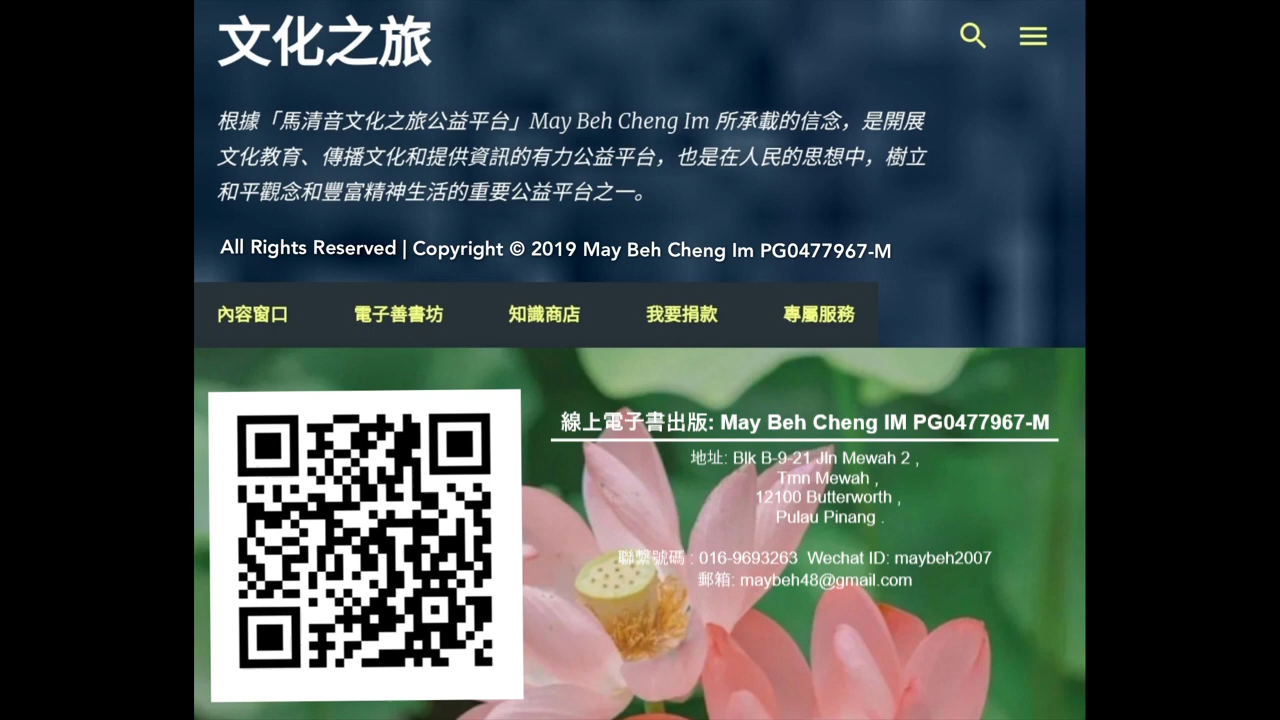 文化之旅
根據「馬清音文化之旅公益平台」May Beh Cheng Im 所承載的信念，是開展
文化教育、傳播文化和提供資訊的有力公益平台，也是在人民的思想中，樹立
和平觀念和豐富精神生活的重要公益平台之一。
All Rights Reserved | Copyright © 2019 May Beh Cheng Im PG0477967-M
內容窗口 電子善書坊 知識商店 我要捐款 專屬服務
線上電子書出版: May Beh Cheng IM PG0477967-M
地址: Blk B-9-21 Jln Mewah 2 ,
Tmn Mewah ,
12100 Butterworth ,
Pulau Pinang .
聯繫號碼 : 016-9693263 Wechat ID: maybeh2007
郵箱: maybeh48@gmail.com